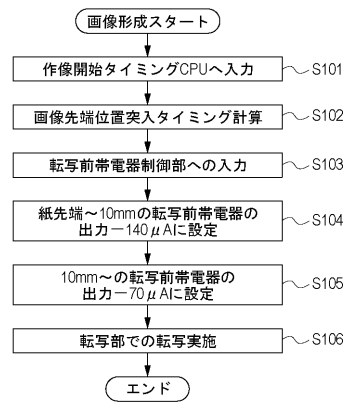 画像形成スタート
作像開始タイミングCPUへ入力
S101
画像先端位置突入タイミング計算
S102
転写前帯電器制御部への入力
S103
紙先端～10mmの転写前帯電器の
出力－140μAに設定
S104
10mm～の転写前帯電器の
出力－70μAに設定
S105
転写部での転写実施
S106
エンド